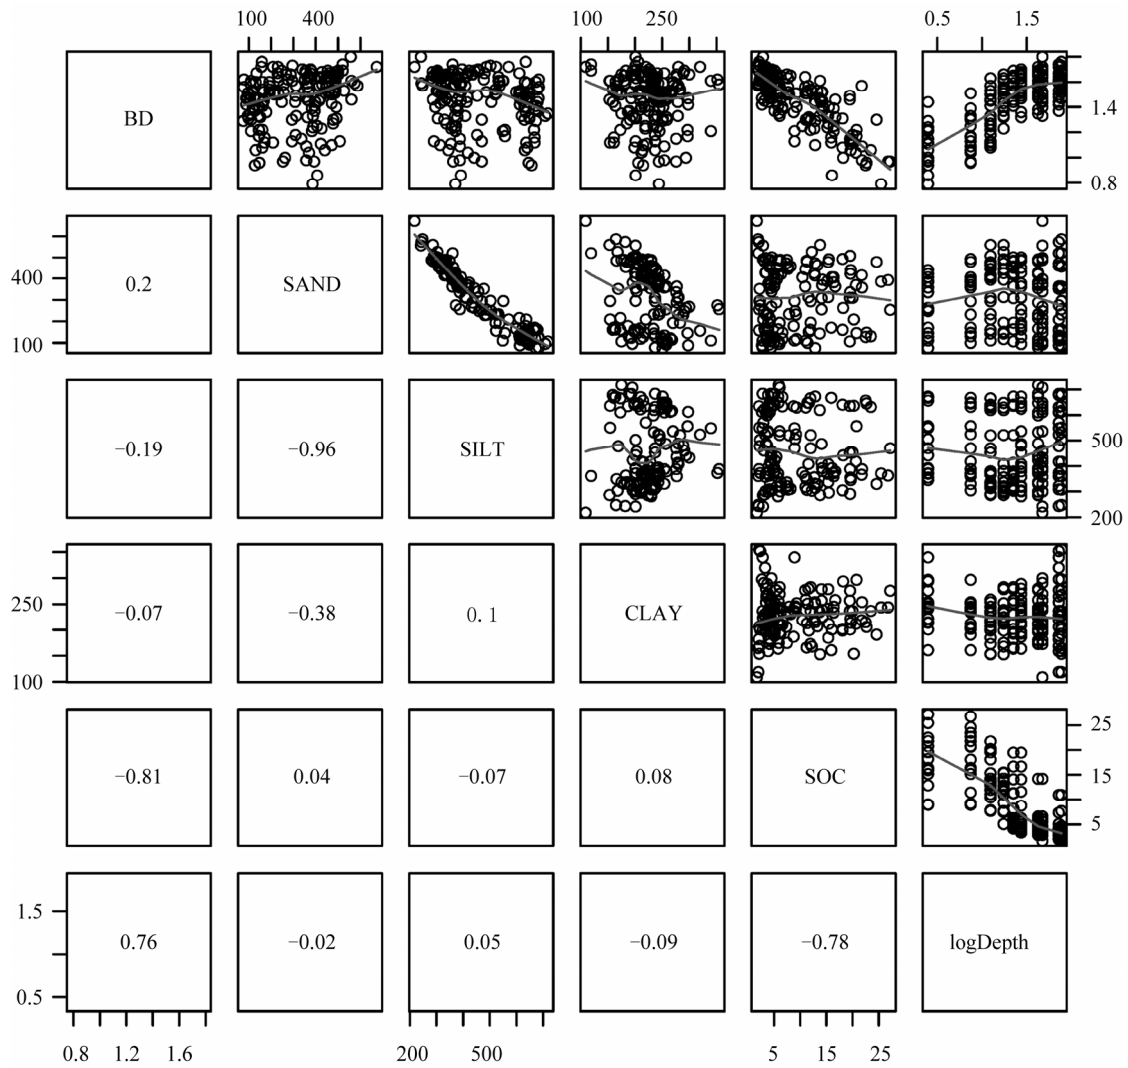 100 400 100 250 0.5 1.5
BD 1.4
0.8
400 0.2 SAND
100
−0.19 −0.96 SILT 500
200
250 −0.07 −0.38 0.1 CLAY
100
25
−0.81 0.04 −0.07 0.08 SOC 15
5
1.5
0.76 −0.02 0.05 −0.09 −0.78 logDepth
0.5
0.8 1.2 1.6 200 500 5 15 25